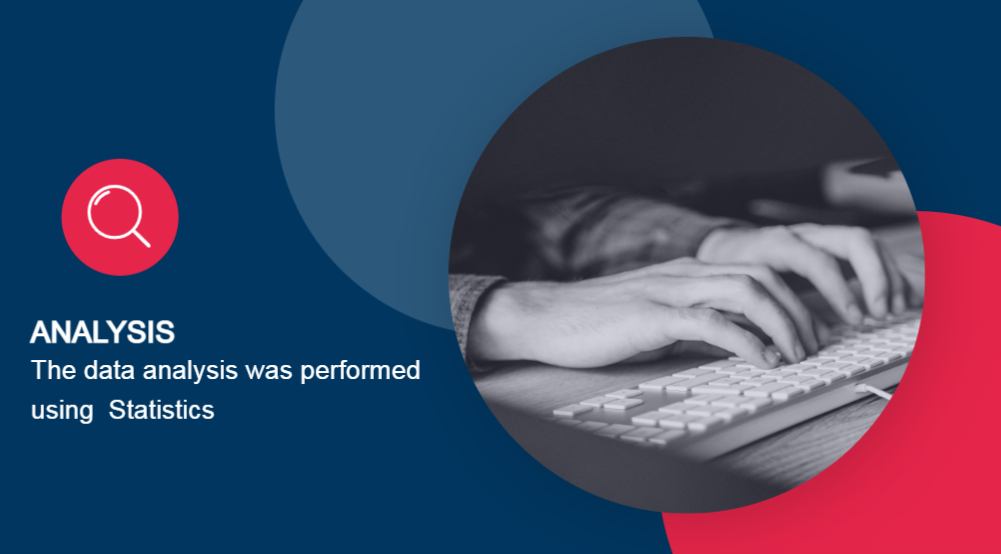 ANALYSIS
The data analysis was performed
using  Statistics